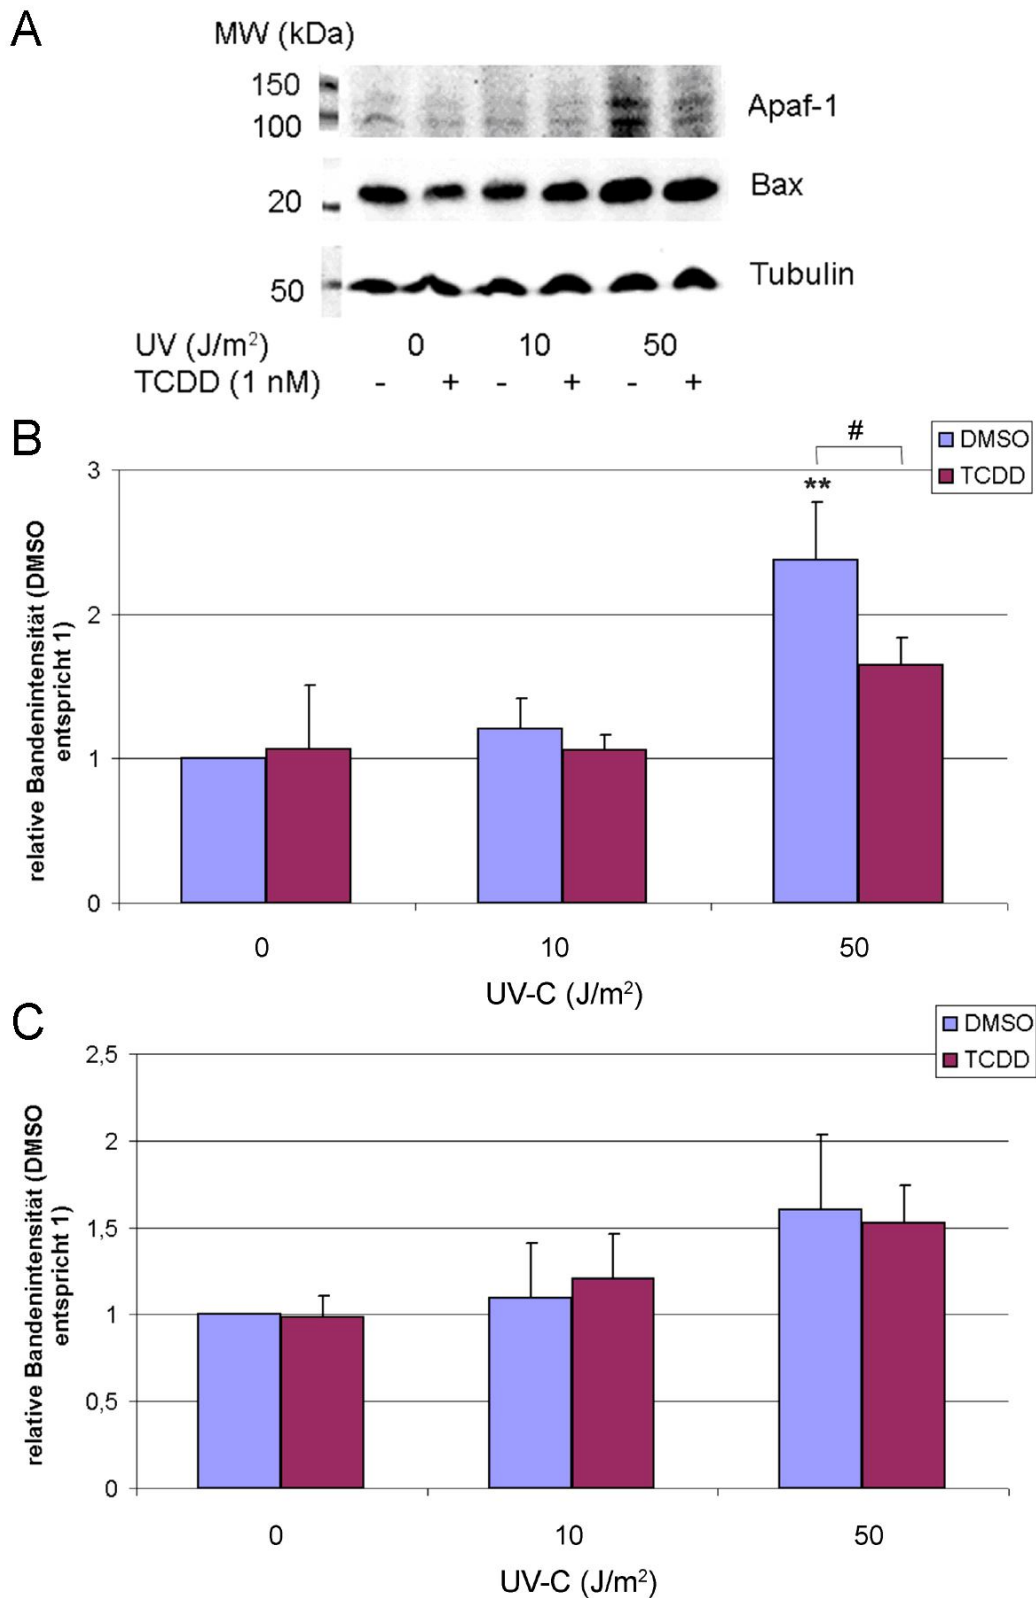 A
MW (kDa)
150
100
Apaf-1
20
Bax
50
Tubulin
UV (J/m²) 0 10 50
TCDD (1 nM) - + - + - +
B
#
DMSO
TCDD
**
relative Bandenintensität (DMSO
entspricht 1)
3
2
1
0
0 10 50
UV-C (J/m²)
C
DMSO
TCDD
relative Bandenintensität (DMSO
entspricht 1)
2,5
2
1,5
1
0,5
0
0 10 50
UV-C (J/m²)